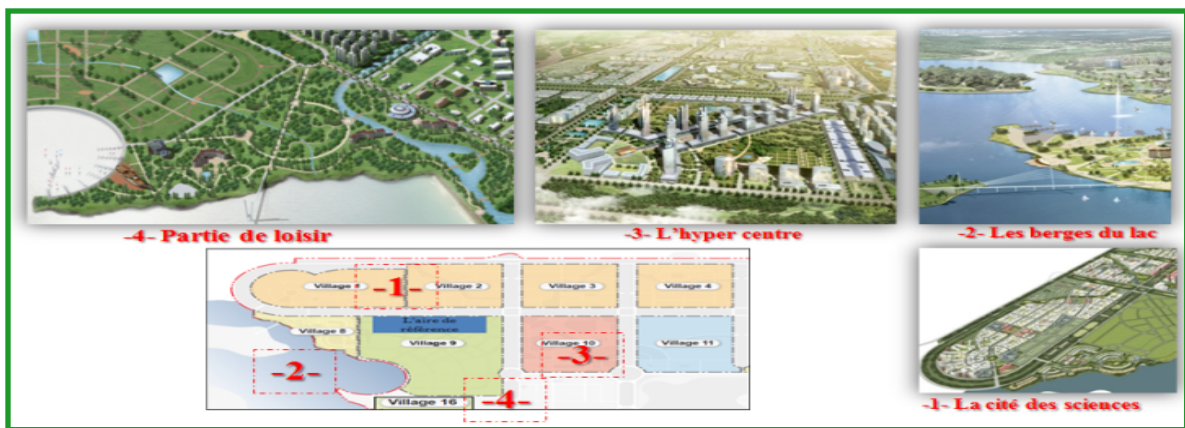 -4- Partie de loisir
-3- L'hyper centre
-2- Les berges du lac
Village 1
-1-
Village 2
Village 3
Village 4
L'aire de
référence
Village 8
Village 9
Village 10
-3-
Village 11
-2-
Village 16
-4-
-1- La cité des sciences